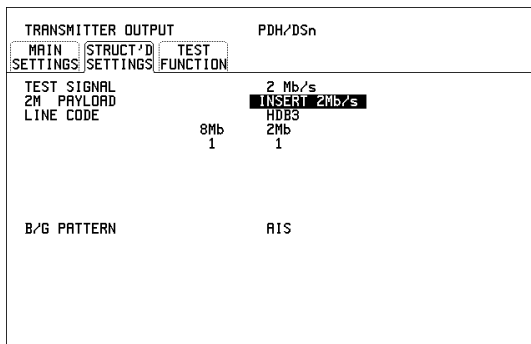 TRANSMITTER OUTPUT PDH/DSn
MAIN SETTINGS
STRUCT'D SETTINGS
TEST FUNCTION
TEST SIGNAL 2 Mb/s
2M PAYLOAD INSERT 2Mb/s
LINE CODE HDB3
8Mb 2Mb
1 1
B/G PATTERN AIS